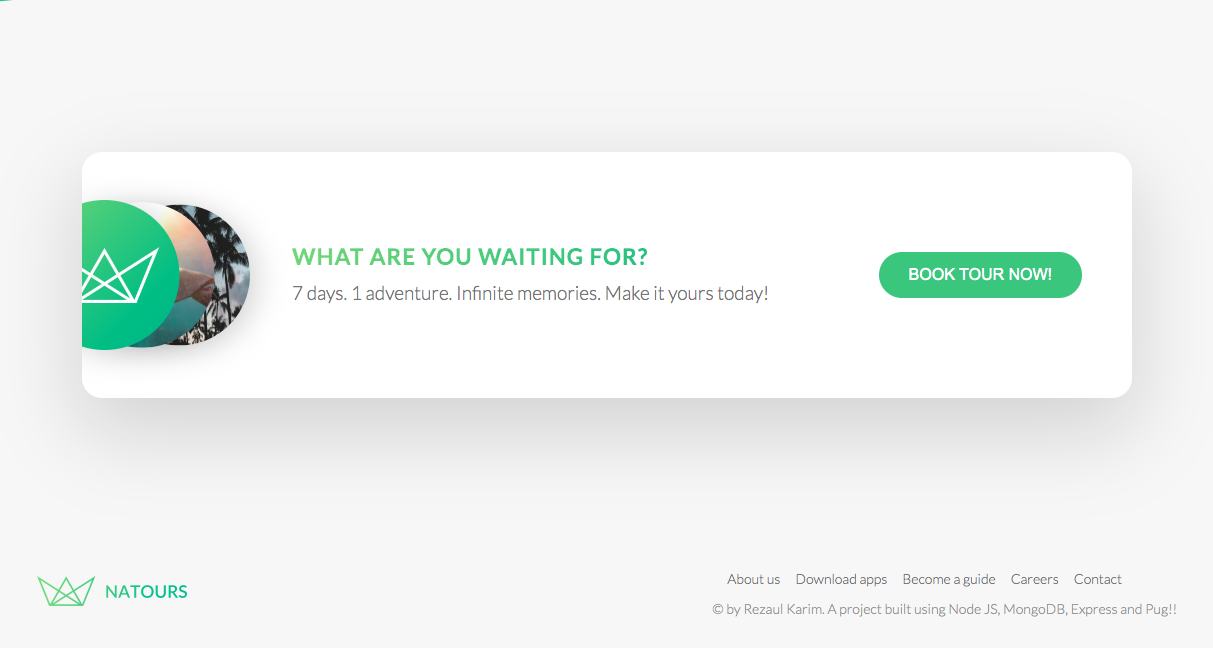 WHAT ARE YOU WAITING FOR?
7 days. 1 adventure. Infinite memories. Make it yours today!
BOOK TOUR NOW!
NATOURS
About us Download apps Become a guide Careers Contact
© by Rezaul Karim. A project built using Node JS, MongoDB, Express and Pug!!